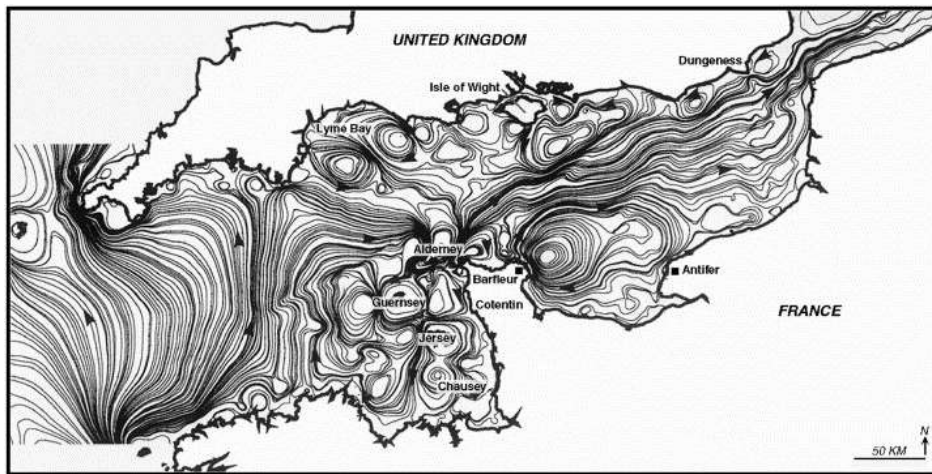 UNITED KINGDOM
Dungeness
Isle of Wight
Lyme Bay
Alderney
Barfleur
Antifer
Guernsey
Cotentin
FRANCE
Jersey
Chausey
N
50 KM